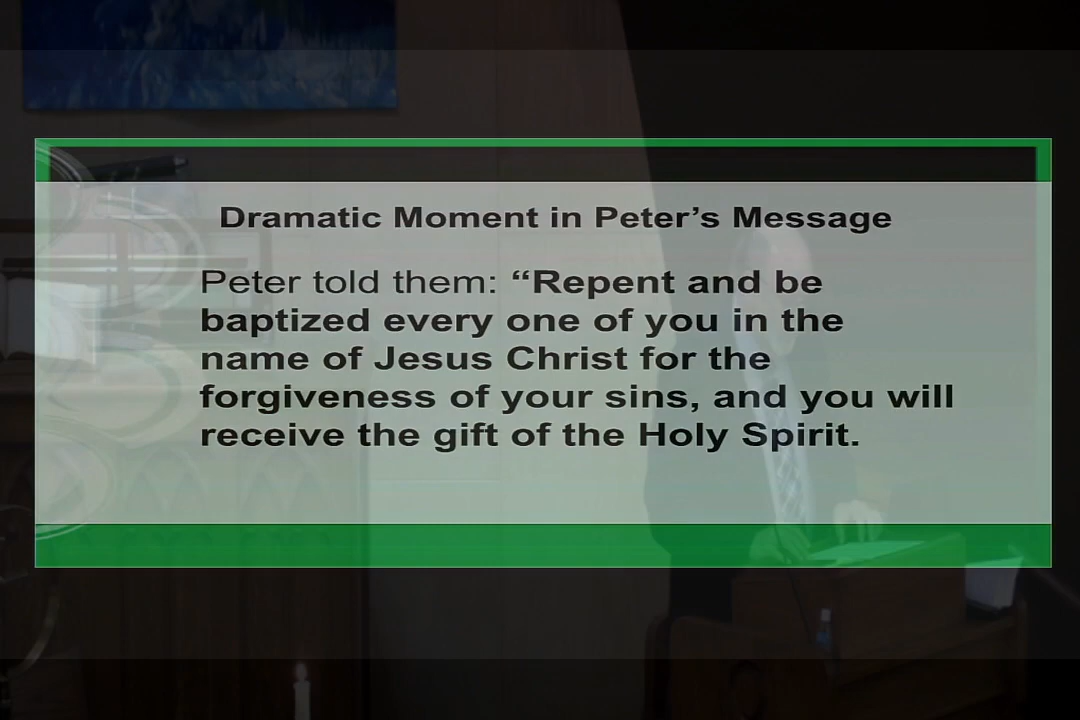 Dramatic Moment in Peter’s Message
Peter told them: “Repent and be
baptized every one of you in the
name of Jesus Christ for the
forgiveness of your sins, and you will
receive the gift of the Holy Spirit.